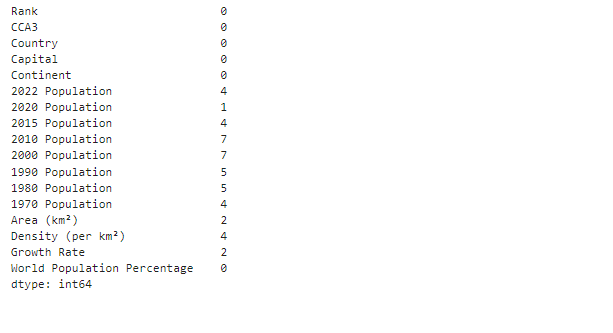 Rank 0
CCA3 0
Country 0
Capital 0
Continent 0
2022 Population 4
2020 Population 1
2015 Population 4
2010 Population 7
2000 Population 7
1990 Population 5
1980 Population 5
1970 Population 4
Area (km²) 2
Density (per km²) 4
Growth Rate 2
World Population Percentage 0
dtype: int64